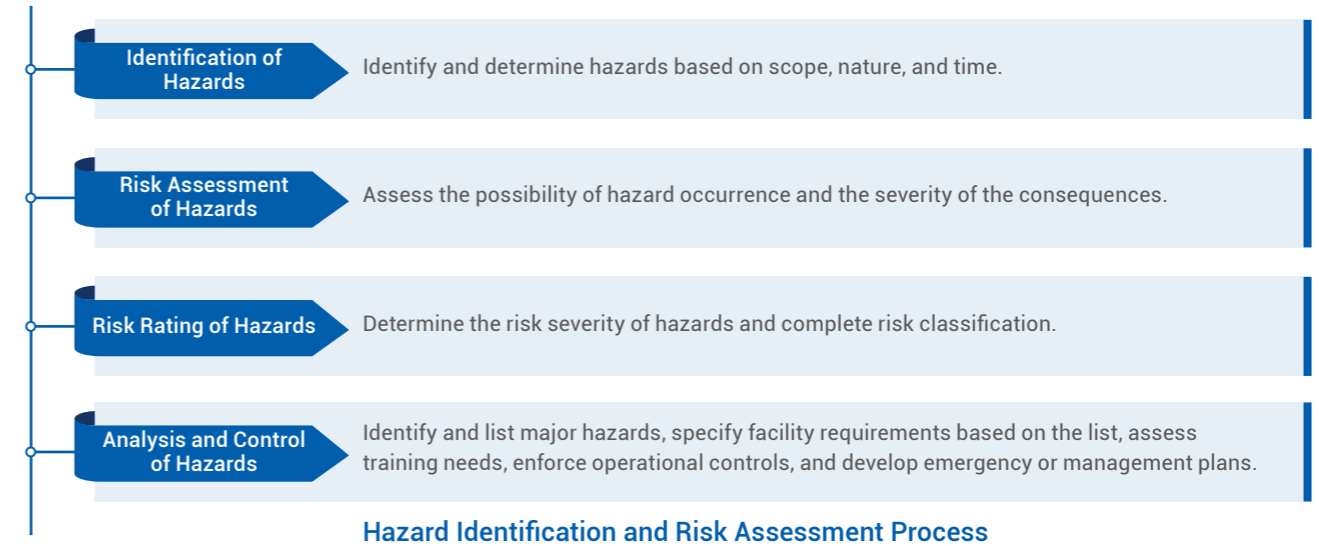 Identification of
Hazards
Identify and determine hazards based on scope, nature, and time.
Risk Assessment
of Hazards
Assess the possibility of hazard occurrence and the severity of the consequences.
Risk Rating of Hazards
Determine the risk severity of hazards and complete risk classification.
Analysis and Control
of Hazards
Identify and list major hazards, specify facility requirements based on the list, assess
training needs, enforce operational controls, and develop emergency or management plans.
Hazard Identification and Risk Assessment Process